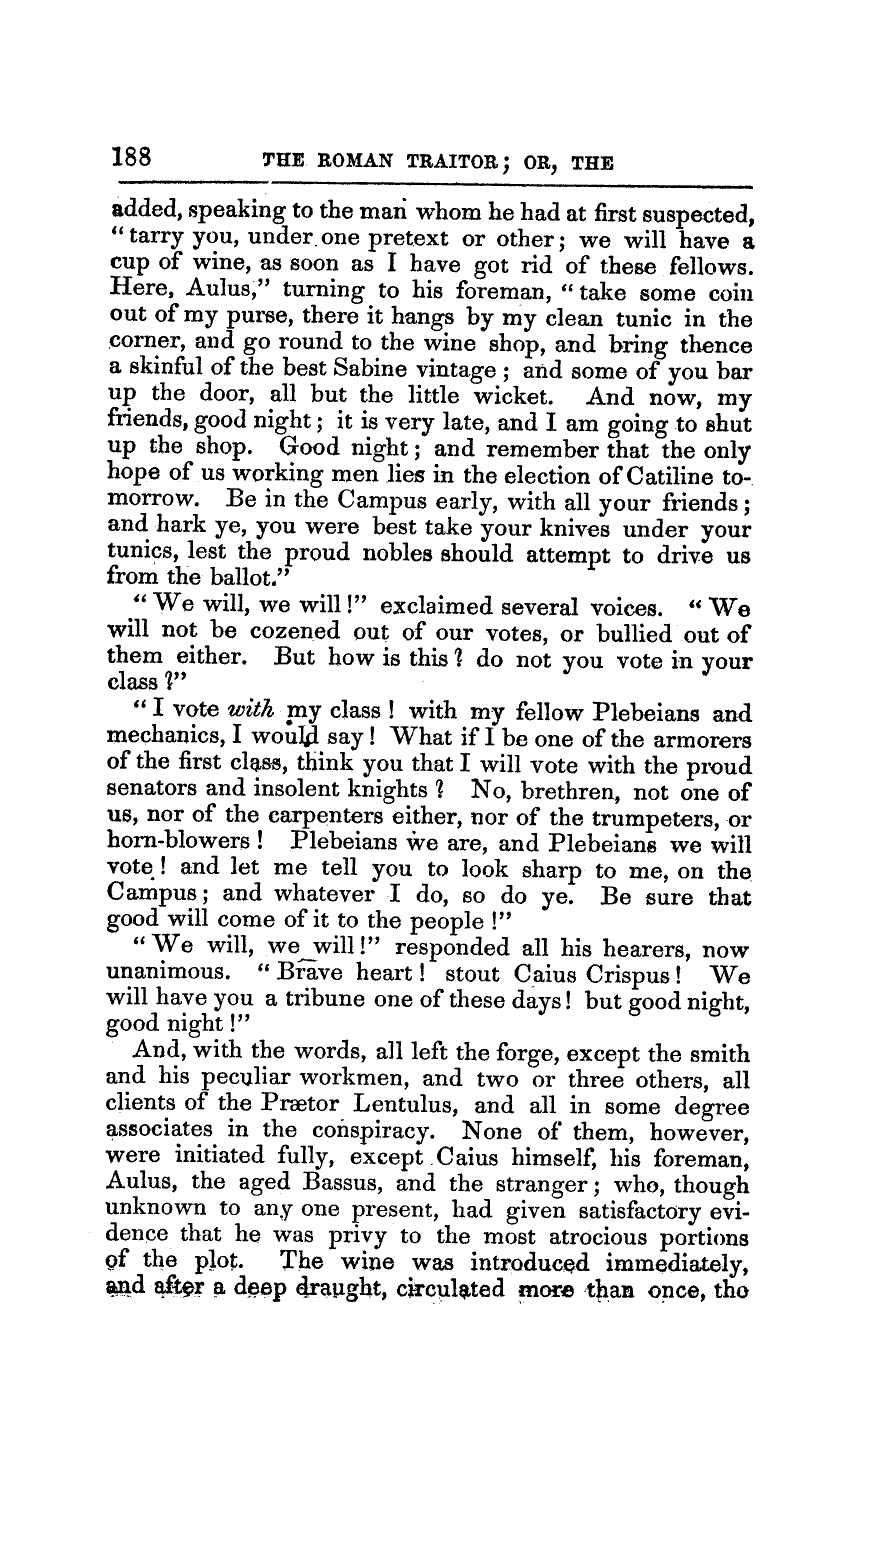 188 THE ROMAN TRAITOR; OR, THE
added, speaking to the man whom he had at first suspected,
“tarry you, under one pretext or other; we will have a
cup of wine, as soon as I have got rid of these fellows.
Here, Aulus,” turning to his foreman, “take some coin
out of my purse, there it hangs by my clean tunic in the
corner, and go round to the wine shop, and bring thence
a skinful of the best Sabine vintage; and some of you bar
up the door, all but the little wicket. And now, my
friends, good night; it is very late, and I am going to shut
up the shop. Good night; and remember that the only
hope of us working men lies in the election of Catiline to-
morrow. Be in the Campus early, with all your friends;
and hark ye, you were best take your knives under your
tunics, lest the proud nobles should attempt to drive us
from the ballot.”
“We will, we will!” exclaimed several voices. “We
will not be cozened out of our votes, or bullied out of
them either. But how is this? do not you vote in your
class?”
“I vote with my class! with my fellow Plebeians and
mechanics, I would say! What if I be one of the armorers
of the first class, think you that I will vote with the proud
senators and insolent knights? No, brethren, not one of
us, nor of the carpenters either, nor of the trumpeters, or
horn-blowers! Plebeians we are, and Plebeians we will
vote! and let me tell you to look sharp to me, on the
Campus; and whatever I do, so do ye. Be sure that
good will come of it to the people!”
“We will, we will!” responded all his hearers, now
unanimous. “Brave heart! stout Caius Crispus! We
will have you a tribune one of these days! but good night,
good night!”
And, with the words, all left the forge, except the smith
and his peculiar workmen, and two or three others, all
clients of the Prætor Lentulus, and all in some degree
associates in the conspiracy. None of them, however,
were initiated fully, except Caius himself, his foreman,
Aulus, the aged Bassus, and the stranger; who, though
unknown to any one present, had given satisfactory evi-
dence that he was privy to the most atrocious portions
of the plot. The wine was introduced immediately,
and after a deep draught, circulated more than once, the